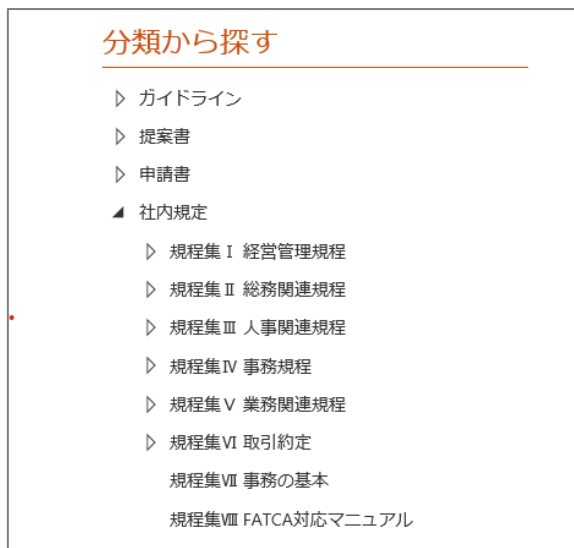 分類から探す
ガイドライン
提案書
申請書
社内規定
規程集Ⅰ 経営管理規程
規程集Ⅱ 総務関連規程
規程集Ⅲ 人事関連規程
規程集Ⅳ 事務規程
規程集Ⅴ 業務関連規程
規程集Ⅵ 取引約定
規程集Ⅶ 事務の基本
規程集Ⅷ FATCA対応マニュアル